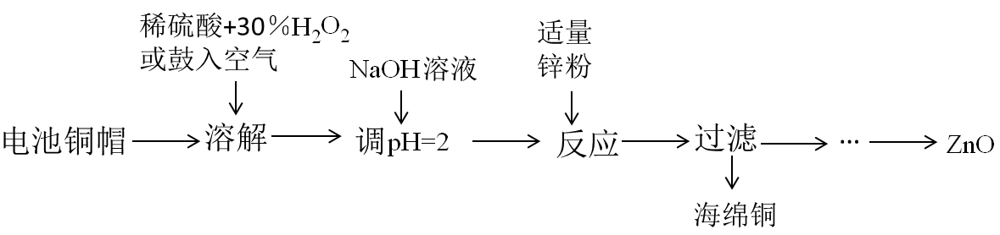 稀硫酸+30%H₂O₂
或鼓入空气
NaOH溶液
适量
锌粉
电池铜帽
溶解
调pH=2
反应
过滤
...
ZnO
海绵铜